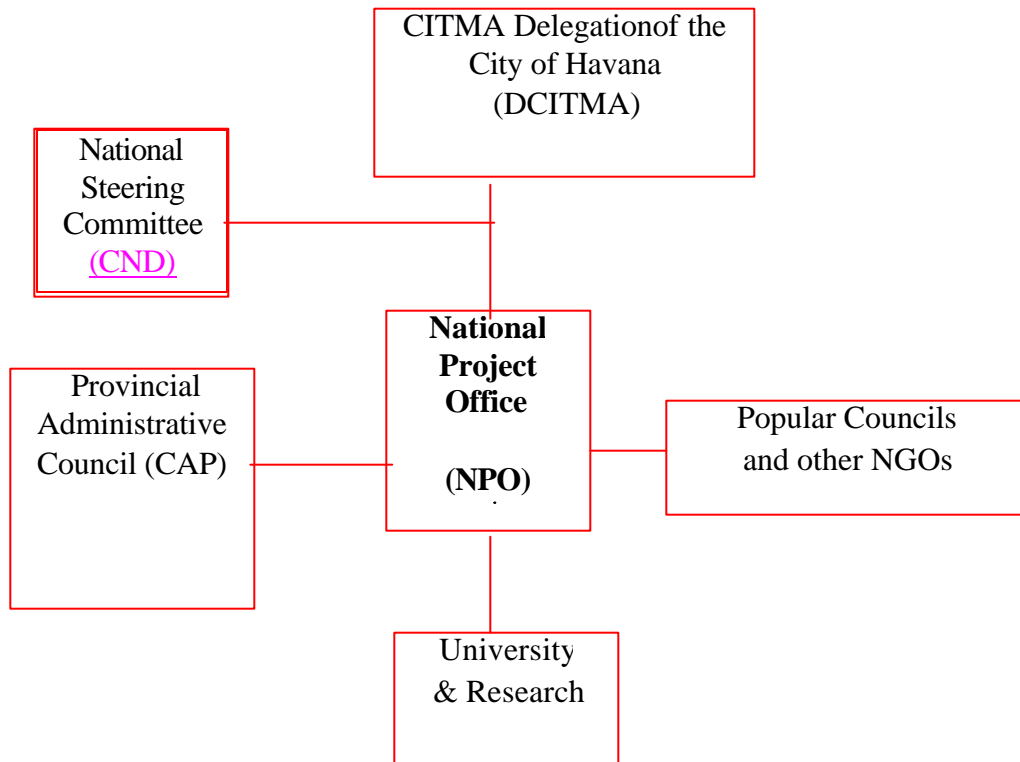 CITMA Delegationof the
City of Havana
(DCITMA)
National
Steering
Committee
(CND)
National
Project
Office
(NPO)
Provincial
Administrative
Council (CAP)
Popular Councils
and other NGOs
University
& Research